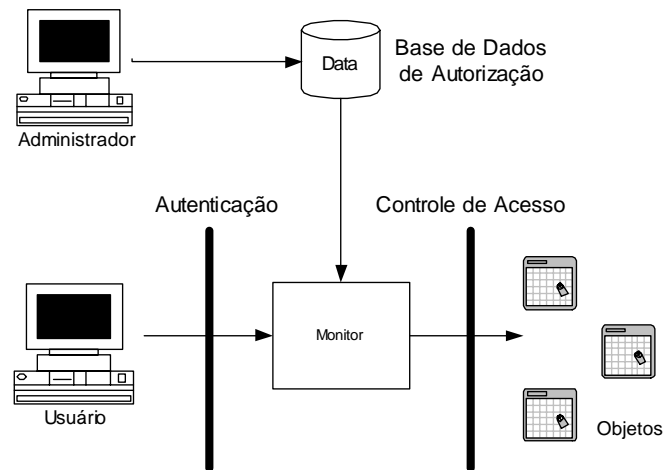 Data
Base de Dados
de Autorização
Administrador
Autenticação
Controle de Acesso
Monitor
Usuário
Objetos